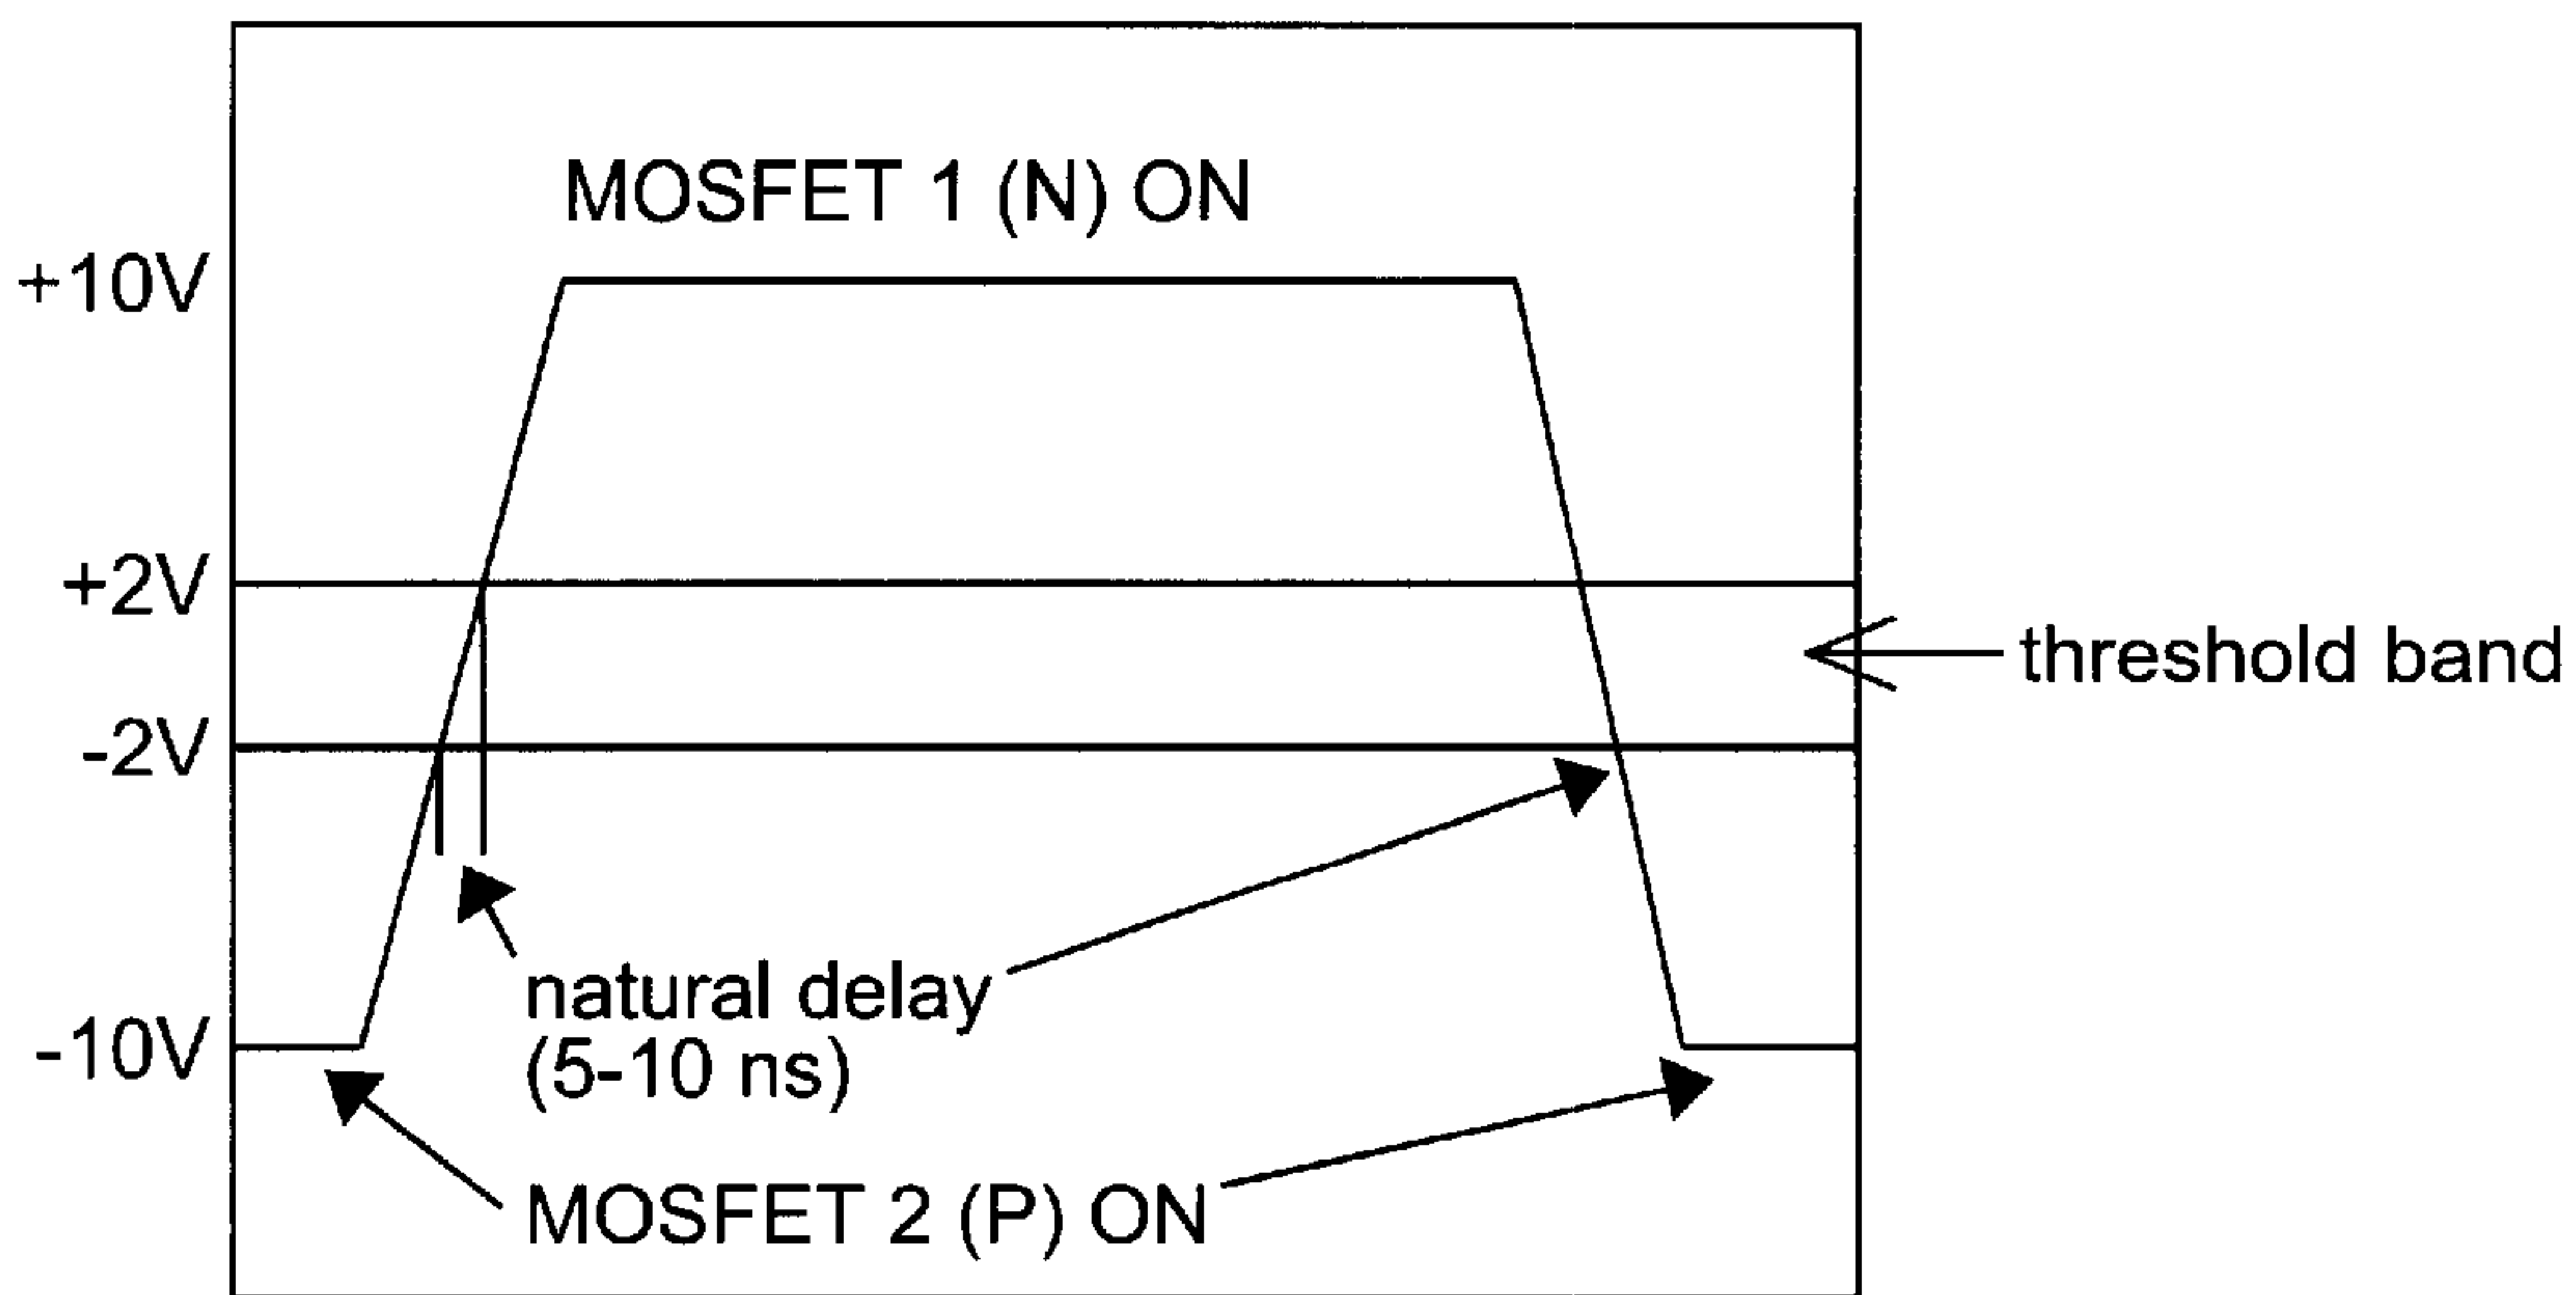 MOSFET 1 (N) ON
+10V
+2V
threshold band
-2V
natural delay
(5-10 ns)
-10V
MOSFET 2 (P) ON